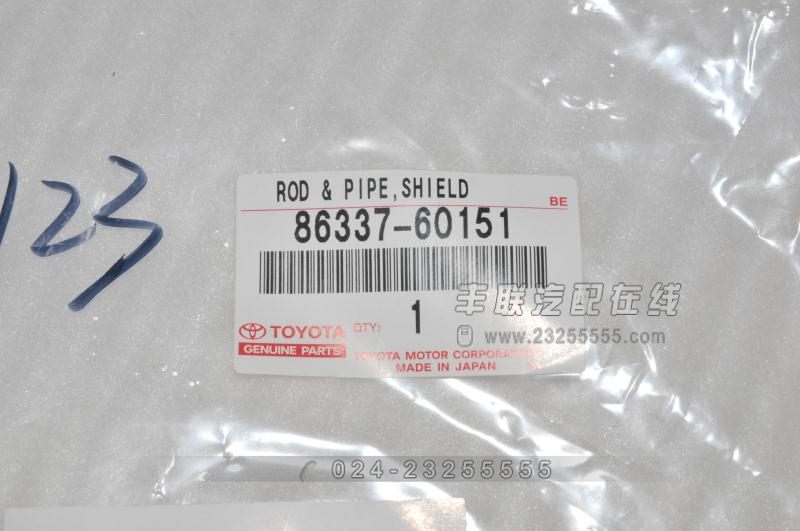 123
ROD & PIPE,SHIELD
BE
86337-60151
QTY: 1
TOYOTA
GENUINE PARTS
TOYOTA MOTOR CORPORATION
MADE IN JAPAN
丰联汽配在线
www.23255555.com
024-23255555